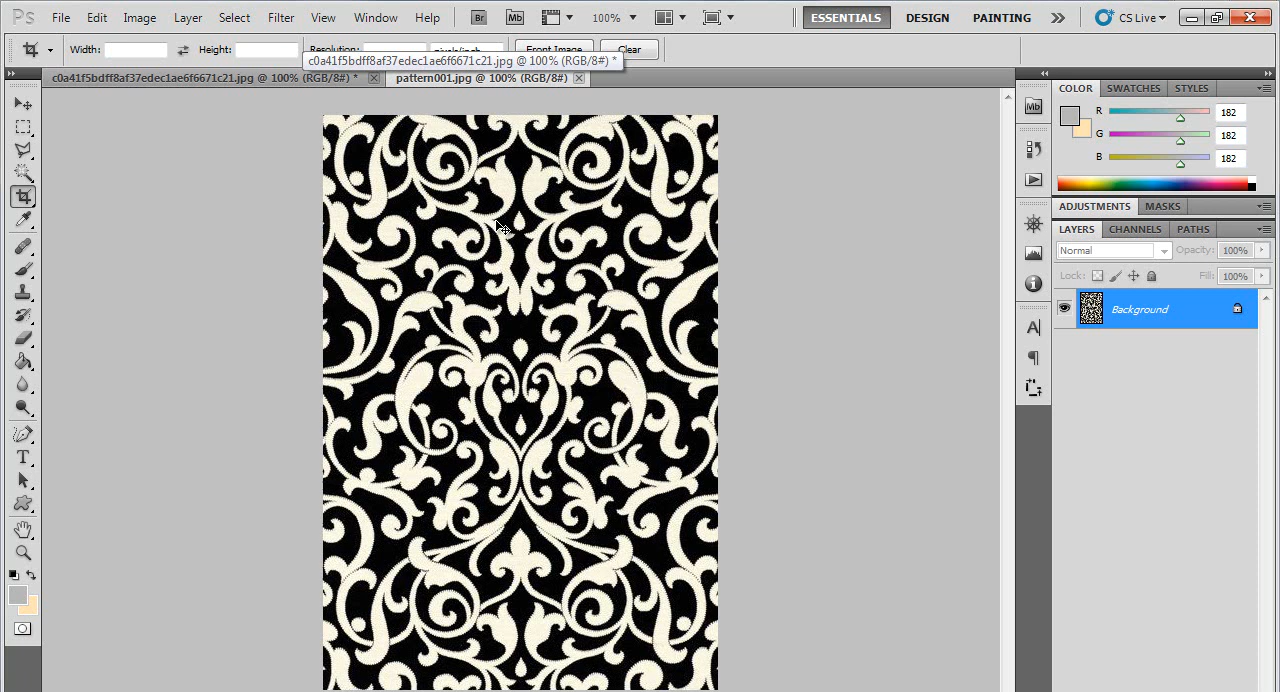 Ps File Edit Image Layer Select Filter View Window Help Br Mb 100% ESSENTIALS DESIGN PAINTING CS Live
Width: Height: Resolution: pixels/inch Front Image Clear
c0a41f5bdff8af37edec1ae6f6671c21.jpg @ 100% (RGB/8#) *
c0a41f5bdff8af37edec1ae6f6671c21.jpg @ 100% (RGB/8#) * pattern001.jpg @ 100% (RGB/8#)
COLOR SWATCHES STYLES
Mb
R 182
G 182
B 182
ADJUSTMENTS MASKS
LAYERS CHANNELS PATHS
Normal Opacity: 100%
Lock: Fill: 100%
Background